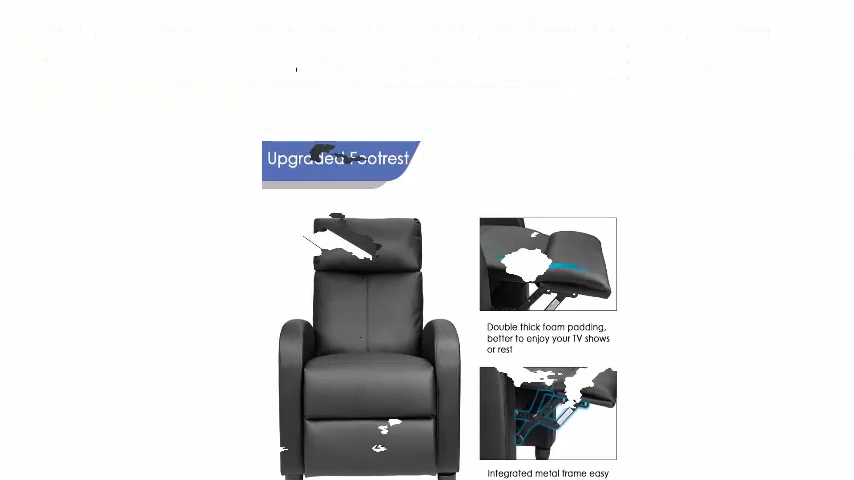 Upgraded Footrest
Double thick foam padding,
better to enjoy your TV shows
or rest
Integrated metal frame easy